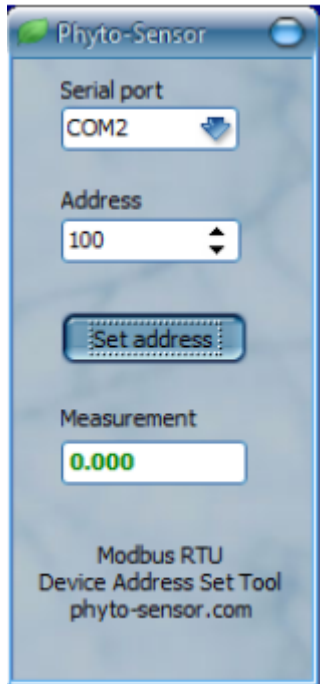 Phyto-Sensor
Serial port
COM2
Address
100
Set address
Measurement
0.000
Modbus RTU
Device Address Set Tool
phyto-sensor.com